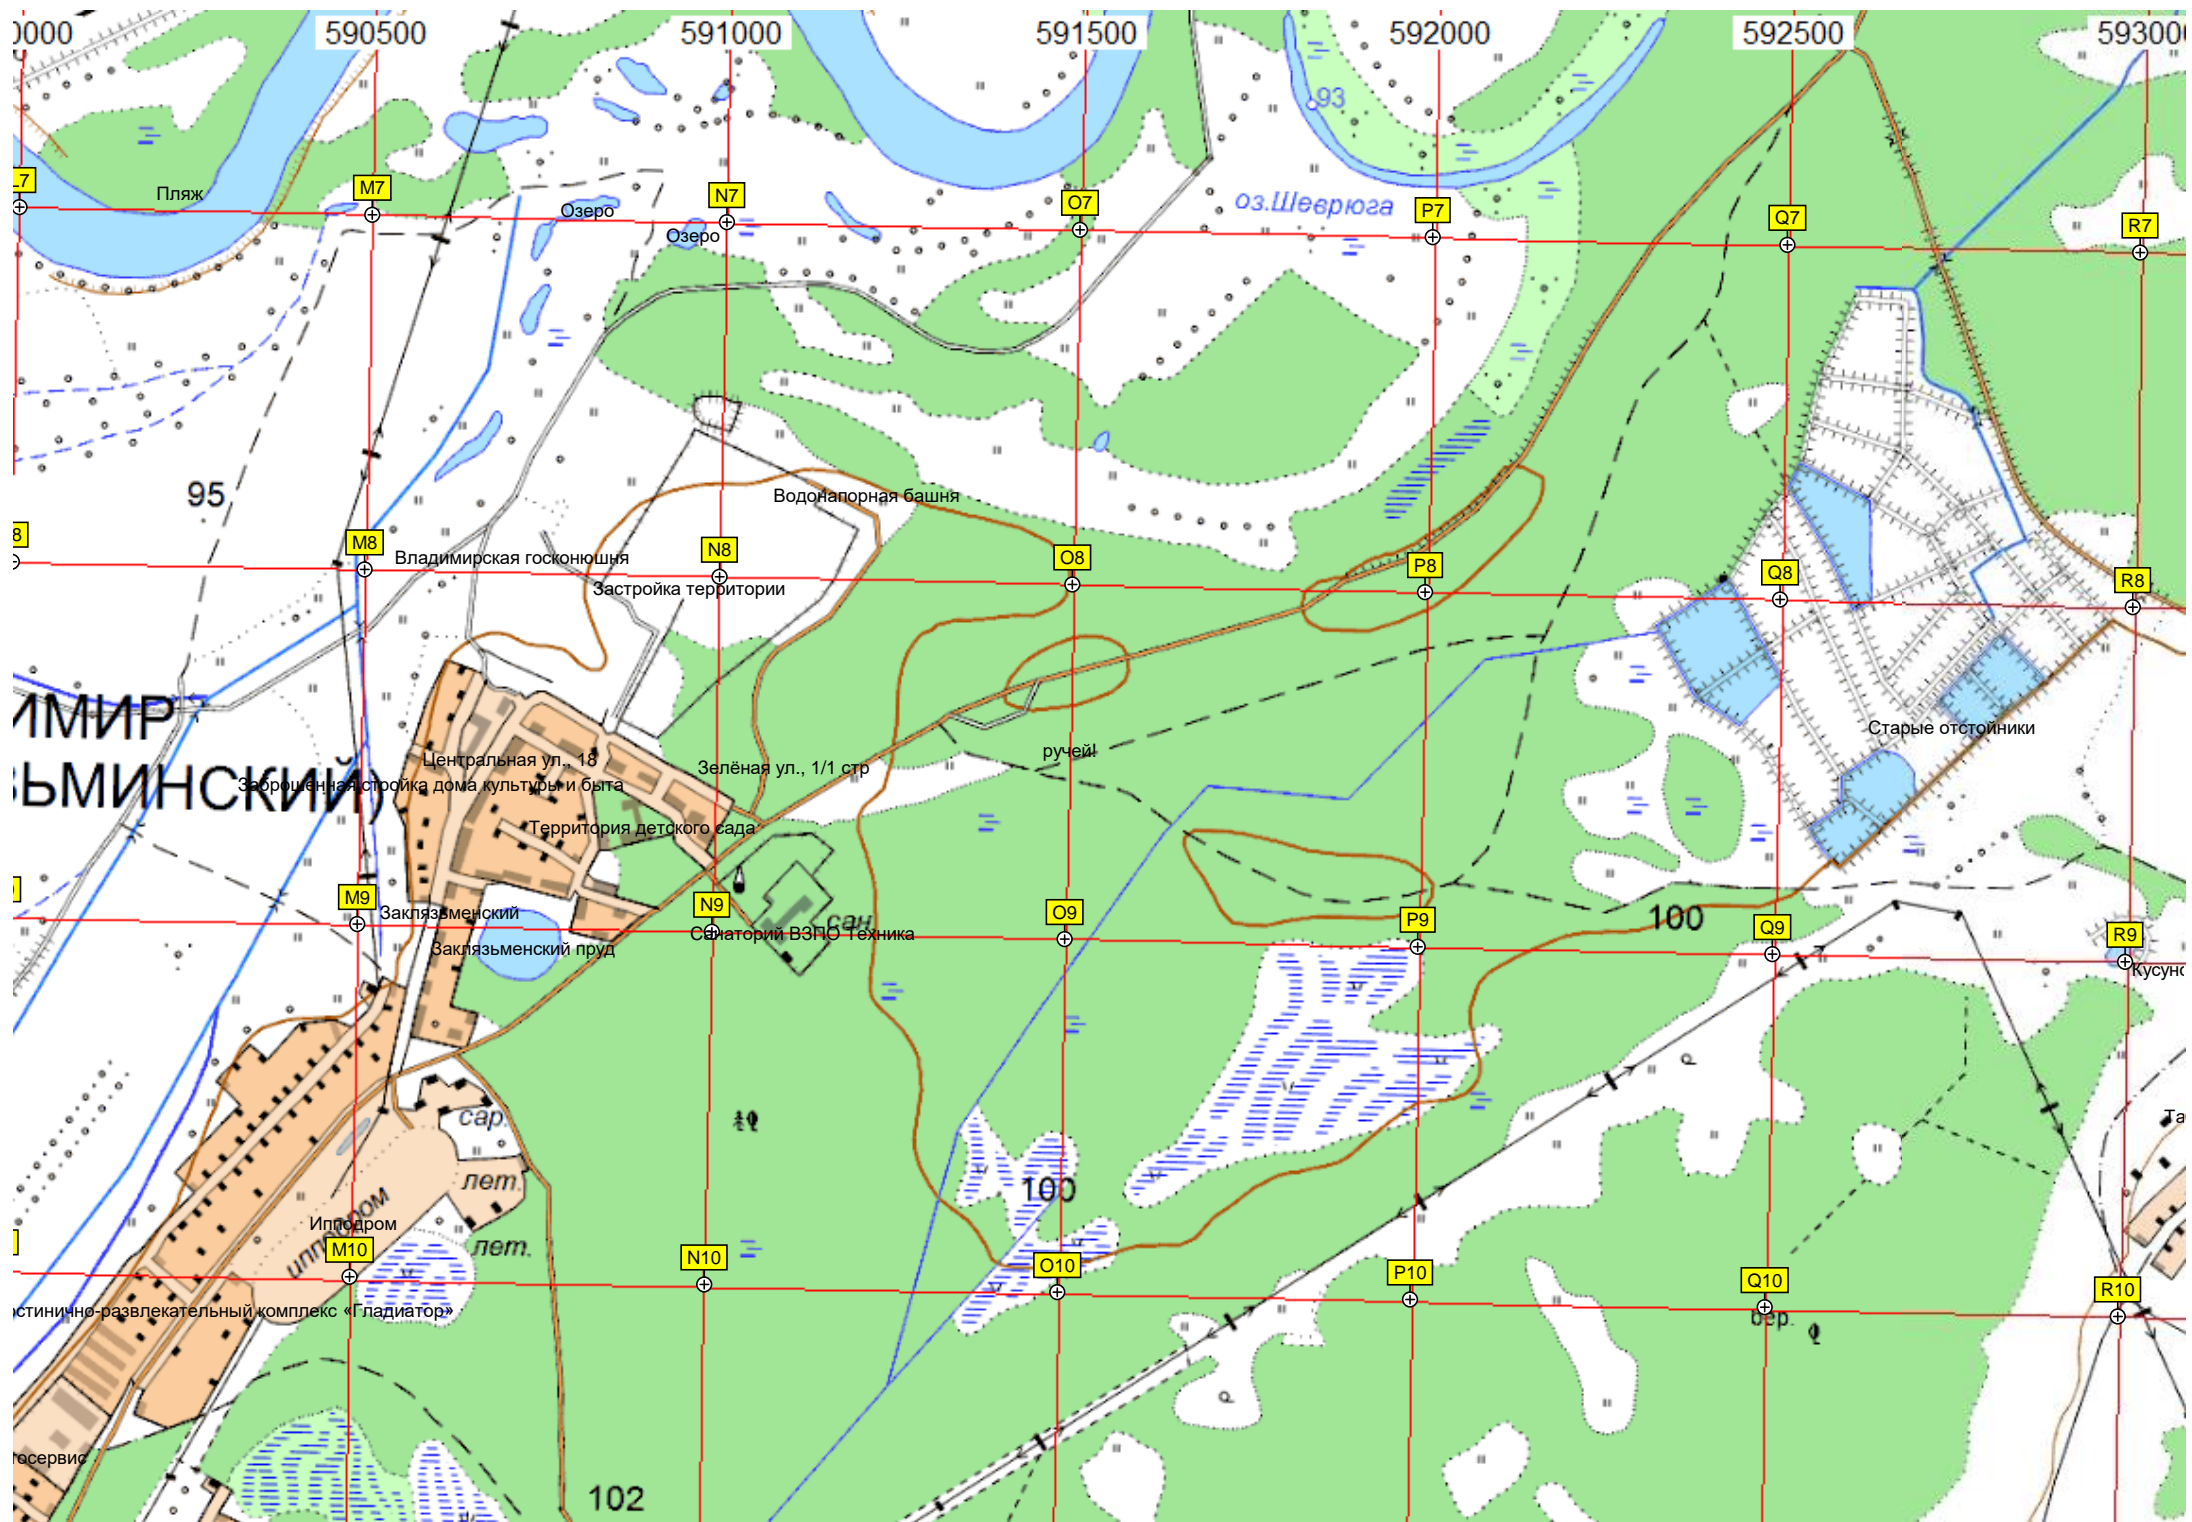 590500
591000
591500
592000
592500
93
L7
Пляж
M7
Озеро
N7
Озеро
O7
оз.Шеврюга
P7
Q7
R7
95
Водонапорная башня
8
M8
Владимирская госконюшня
N8
Застройка территории
O8
P8
Q8
R8
Центральная ул., 18
Зелёная ул., 1/1 стр
ручей!
Старые отстойники
Заброшенная стройка дома культуры и быта
Территория детского сада
M9
Заклязьменский
Заклязьменский пруд
N9
сан.
Санаторий ВЗПО Техника
O9
P9
100
Q9
R9
сар.
лет.
100
Ипподром
ипподром
лет.
M10
N10
O10
P10
Q10
R10
бер.
остинично-развлекательный комплекс «Гладиатор»
102